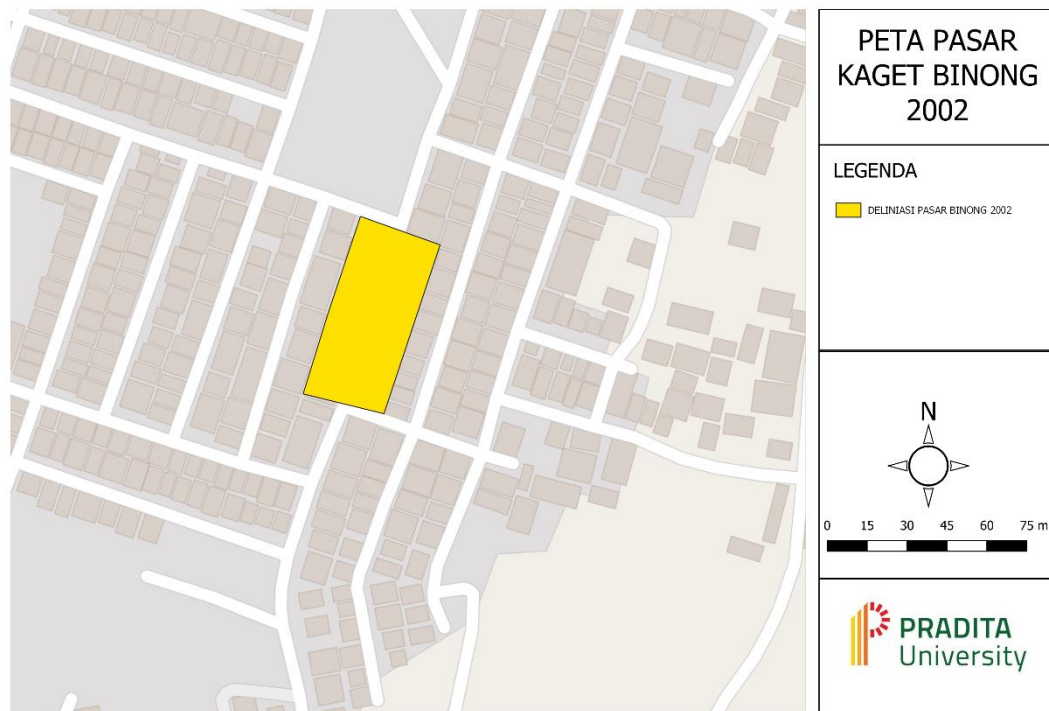 PETA PASAR
KAGET BINONG
2002
LEGENDA
DELINIASI PASAR BINONG 2002
N
0 15 30 45 60 75 m
PRADITA
University